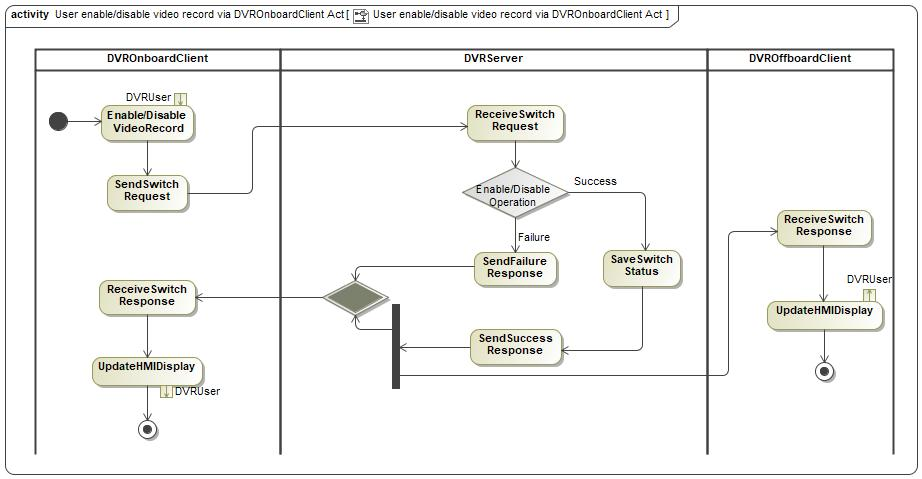 activity User enable/disable video record via DVROnboardClient Act [ User enable/disable video record via DVROnboardClient Act ]
DVROnboardClient
DVRServer
DVROffboardClient
DVRUser
Enable/Disable
VideoRecord
SendSwitch
Request
ReceiveSwitch
Request
Enable/Disable
Operation
Success
Failure
SendFailure
Response
SaveSwitch
Status
SendSuccess
Response
ReceiveSwitch
Response
UpdateHMIDisplay
DVRUser
ReceiveSwitch
Response
DVRUser
UpdateHMIDisplay